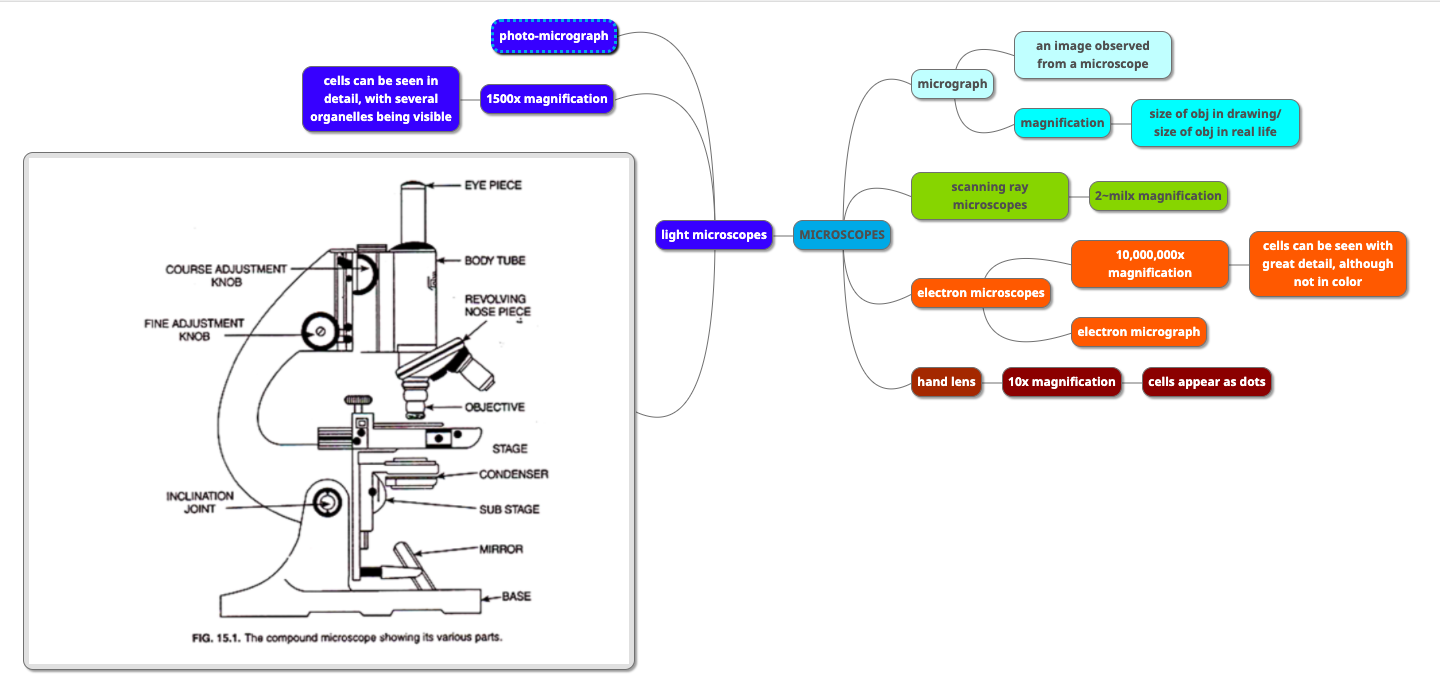 photo-micrograph
cells can be seen in
detail, with several
organelles being visible
1500x magnification
light microscopes
MICROSCOPES
micrograph
an image observed
from a microscope
magnification
size of obj in drawing/
size of obj in real life
scanning ray
microscopes
2~milx magnification
electron microscopes
10,000,000x
magnification
cells can be seen with
great detail, although
not in color
electron micrograph
hand lens
10x magnification
cells appear as dots
EYE PIECE
BODY TUBE
COURSE ADJUSTMENT
KNOB
REVOLVING
NOSE PIECE
FINE ADJUSTMENT
KNOB
OBJECTIVE
STAGE
CONDENSER
INCLINATION
JOINT
SUB STAGE
MIRROR
BASE
FIG. 15.1. The compound microscope showing its various parts.